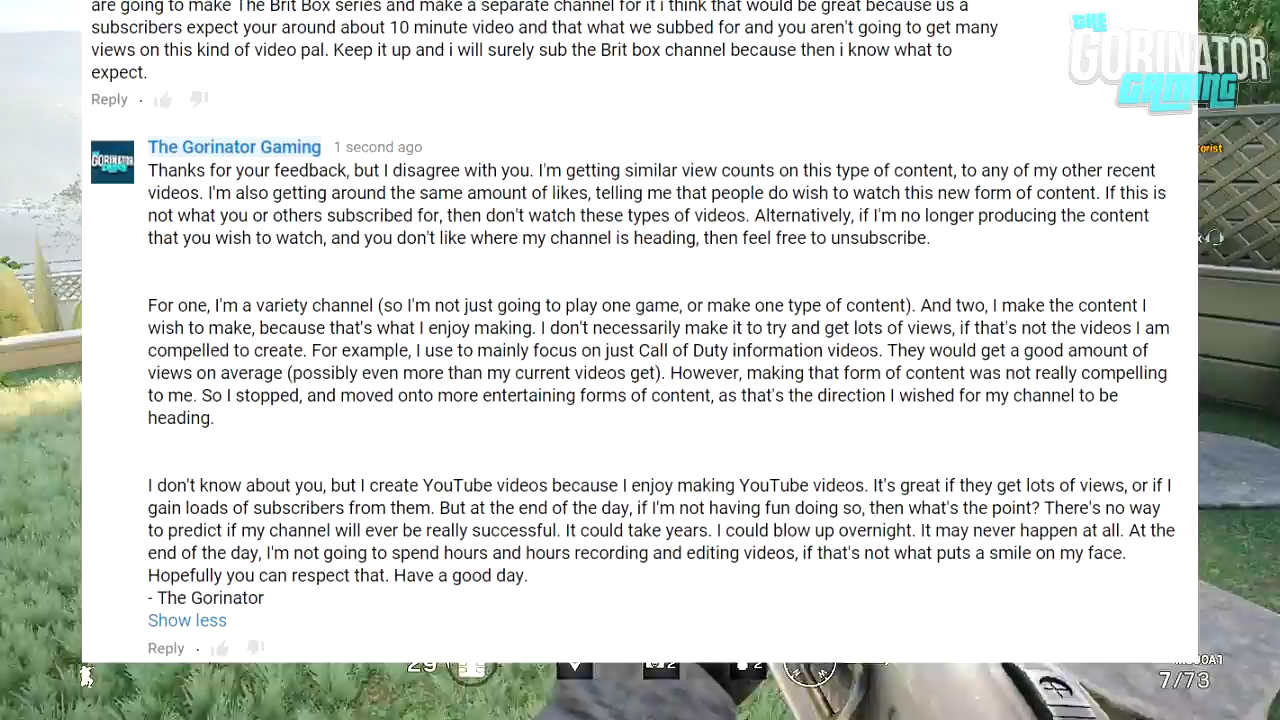 are going to make The Brit Box series and make a separate channel for it i think that would be great because us a
subscribers expect your around about 10 minute video and that what we subbed for and you aren't going to get many
views on this kind of video pal. Keep it up and i will surely sub the Brit box channel because then i know what to
expect.
Reply
THE
GORINATOR
GAMING
GORINATOR
The Gorinator Gaming 1 second ago
Thanks for your feedback, but I disagree with you. I'm getting similar view counts on this type of content, to any of my other recent
videos. I'm also getting around the same amount of likes, telling me that people do wish to watch this new form of content. If this is
not what you or others subscribed for, then don't watch these types of videos. Alternatively, if I'm no longer producing the content
that you wish to watch, and you don't like where my channel is heading, then feel free to unsubscribe.
For one, I'm a variety channel (so I'm not just going to play one game, or make one type of content). And two, I make the content I
wish to make, because that's what I enjoy making. I don't necessarily make it to try and get lots of views, if that's not the videos I am
compelled to create. For example, I use to mainly focus on just Call of Duty information videos. They would get a good amount of
views on average (possibly even more than my current videos get). However, making that form of content was not really compelling
to me. So I stopped, and moved onto more entertaining forms of content, as that's the direction I wished for my channel to be
heading.
I don't know about you, but I create YouTube videos because I enjoy making YouTube videos. It's great if they get lots of views, or if I
gain loads of subscribers from them. But at the end of the day, if I'm not having fun doing so, then what's the point? There's no way
to predict if my channel will ever be really successful. It could take years. I could blow up overnight. It may never happen at all. At the
end of the day, I'm not going to spend hours and hours recording and editing videos, if that's not what puts a smile on my face.
Hopefully you can respect that. Have a good day.
- The Gorinator
Show less
Reply
29
2
2
7/73